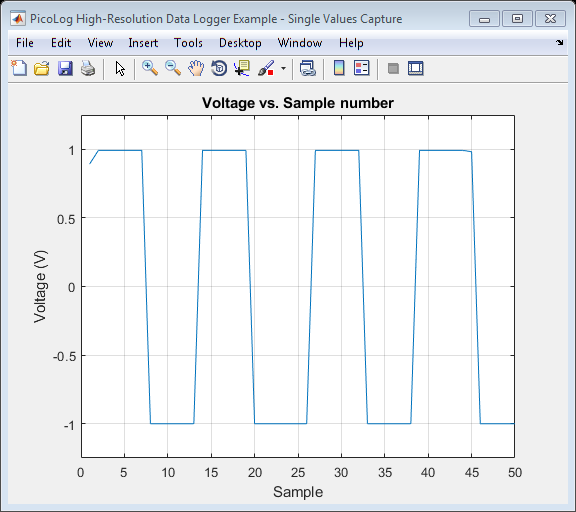 PicoLog High-Resolution Data Logger Example - Single Values Capture
File Edit View Insert Tools Desktop Window Help
Voltage vs. Sample number
Voltage (V)
1
0.5
0
-0.5
-1
0 5 10 15 20 25 30 35 40 45 50
Sample